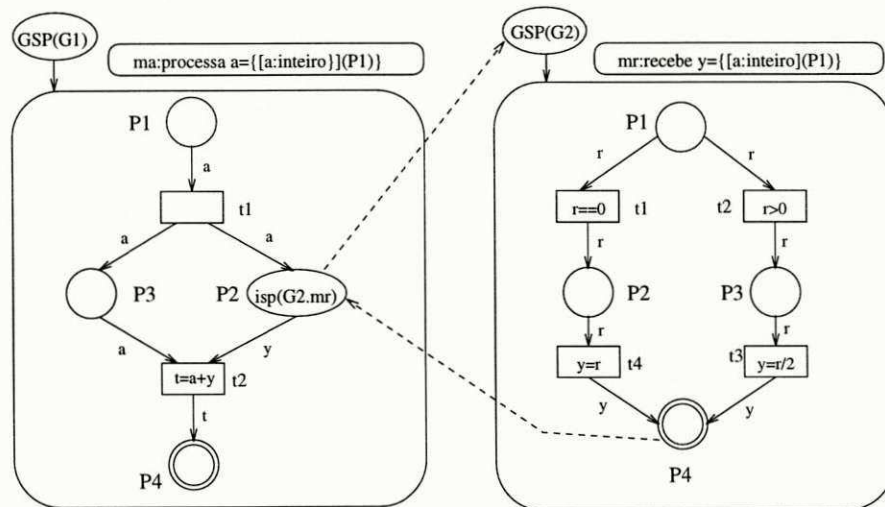 GSP(G1)
ma:processa a={[a:inteiro}](P1)}
P1
a
t1
a
a
P3
P2
isp(G2.mr)
a
y
t=a+y
t2
t
P4
GSP(G2)
mr:recebe y={[a:inteiro](P1)}
P1
r
r
r==0
t1
t2
r>0
r
r
P2
P3
r
r
y=r
t4
t3
y=r/2
y
y
P4